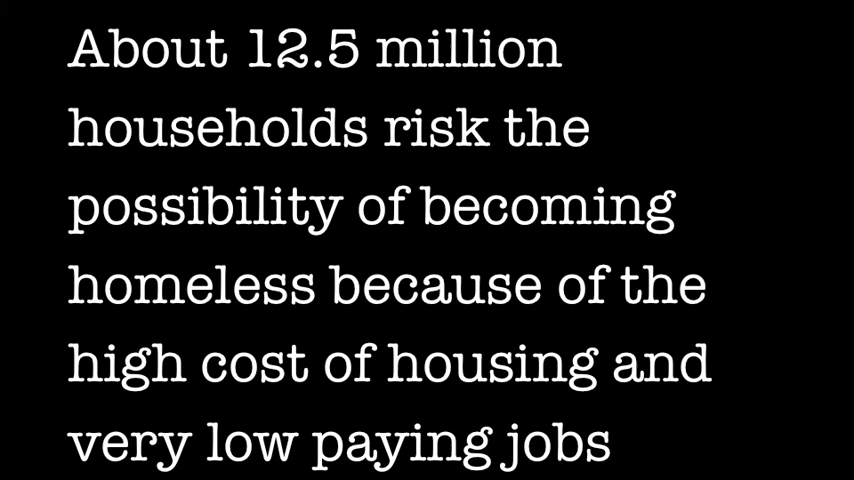 About 12.5 million
households risk the
possibility of becoming
homeless because of the
high cost of housing and
very low paying jobs